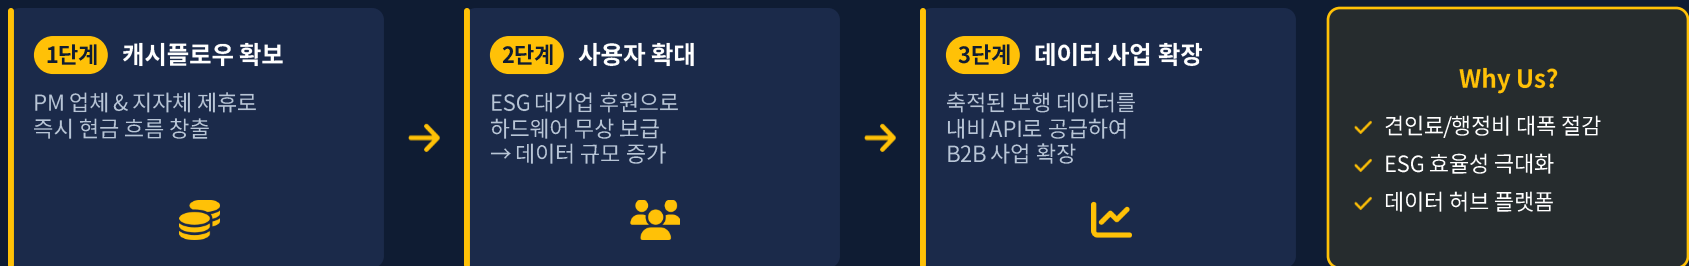 1단계 캐시플로우 확보
PM 업체 & 지자체 제휴로
즉시 현금 흐름 창출
2단계 사용자 확대
ESG 대기업 후원으로
하드웨어 무상 보급
→ 데이터 규모 증가
3단계 데이터 사업 확장
축적된 보행 데이터를
내비 API로 공급하여
B2B 사업 확장
Why Us?
견인료/행정비 대폭 절감
ESG 효율성 극대화
데이터 허브 플랫폼